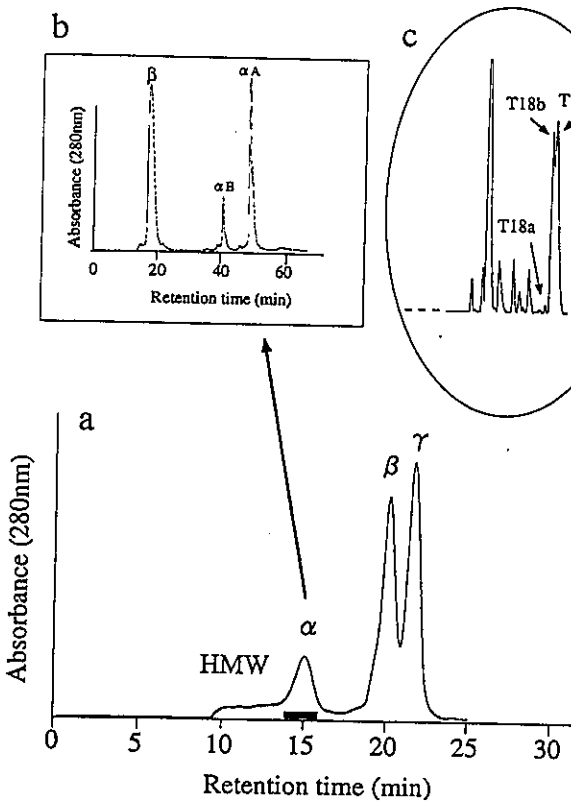 b
β
αA
αB
Absorbance (280nm)
0 20 40 60
Retention time (min)
c
T18b
T18a
a
β
γ
α
HMW
Absorbance (280nm)
0 5 10 15 20 25 30
Retention time (min)